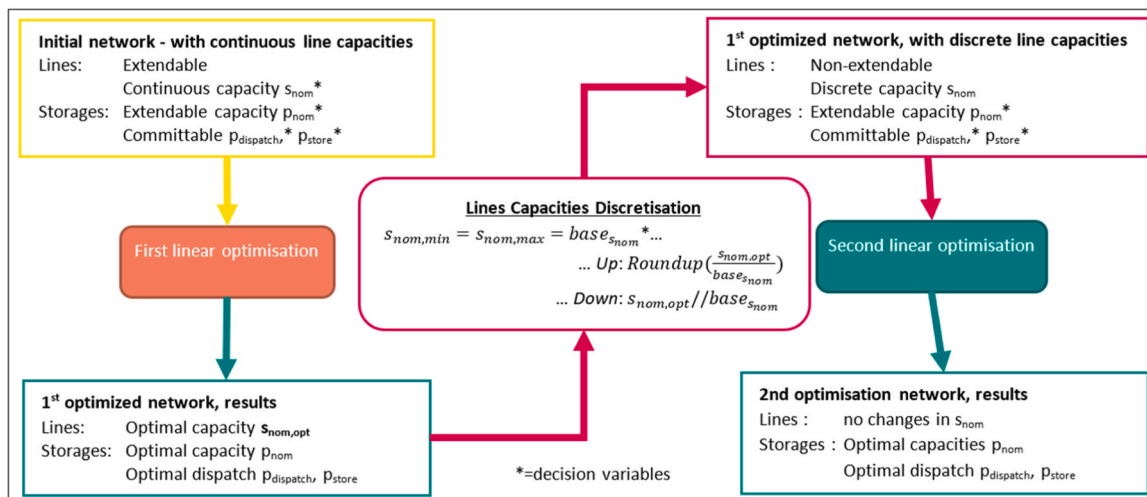 Initial network - with continuous line capacities
Lines: Extendable
Continuous capacity s_nom*
Storages: Extendable capacity p_nom*
Committable p_dispatch,* p_store*
First linear optimisation
1st optimized network, results
Lines: Optimal capacity s_nom,opt
Storages: Optimal capacity p_nom
Optimal dispatch p_dispatch, p_store
Lines Capacities Discretisation
s_nom,min = s_nom,max = base_s_nom *...
... Up: Roundup(s_nom,opt/base_s_nom)
... Down: s_nom,opt//base_s_nom
*=decision variables
1st optimized network, with discrete line capacities
Lines : Non-extendable
Discrete capacity s_nom
Storages : Extendable capacity p_nom*
Committable p_dispatch,* p_store*
Second linear optimisation
2nd optimisation network, results
Lines : no changes in s_nom
Storages : Optimal capacities p_nom
Optimal dispatch p_dispatch, p_store